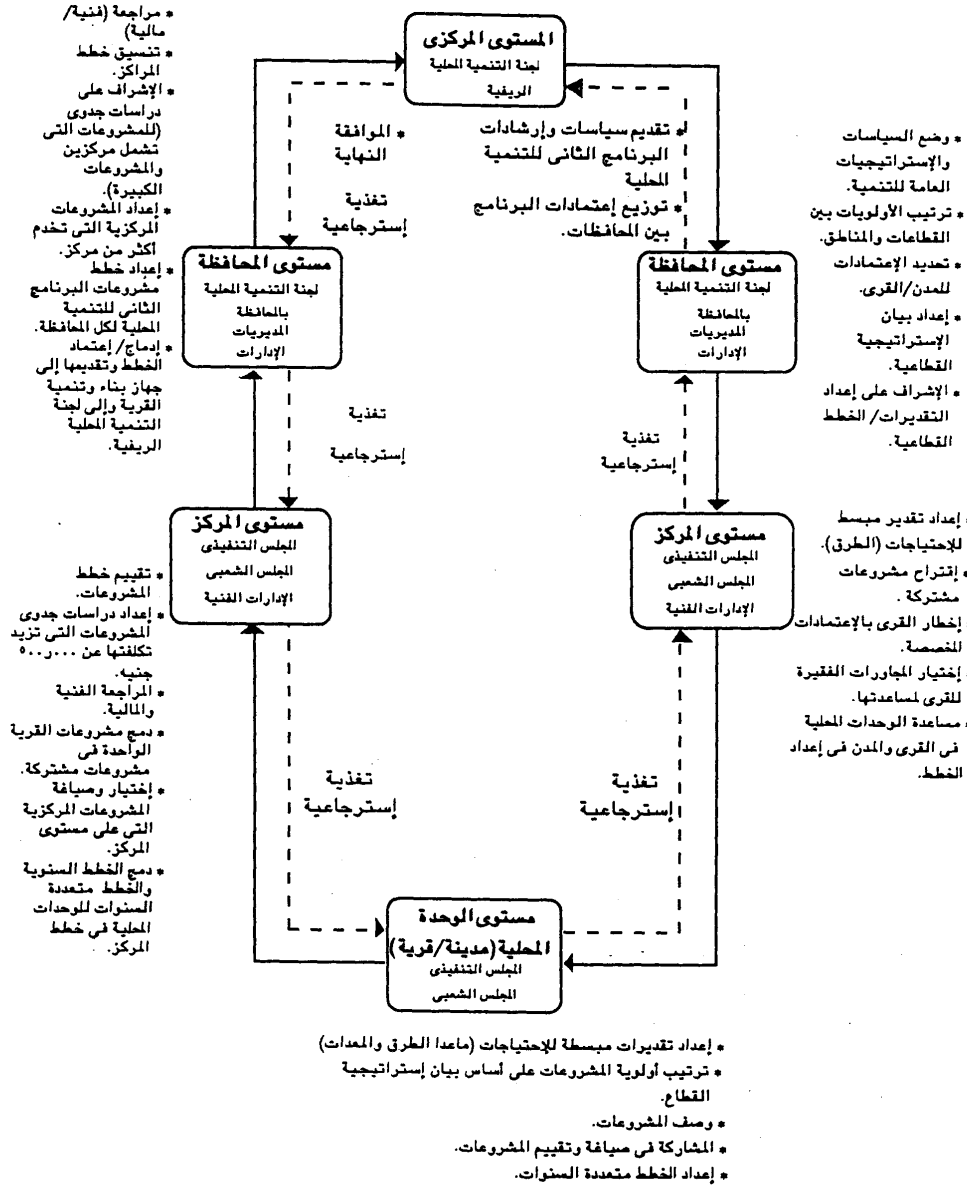 المستوى المركزى
لجنة التنمية المحلية
الريفية
* تقديم سياسات وإرشادات
البرنامج الثانى للتنمية
المحلية
* توزيع إعتمادات البرنامج
بين المحافظات.
* الموافقة
النهاية
تغذية
إسترجاعية
مستوى المحافظة
لجنة التنمية المحلية
بالمحافظة
المديريات
الإدارات
* وضع السياسات
والإستراتيجيات
العامة للتنمية.
* ترتيب الأولويات بين
القطاعات والمناطق.
* تحديد الإعتمادات
للمدن/القرى.
* إعداد بيان
الإستراتيجية
القطاعية.
* الإشراف على إعداد
التقديرات/ الخطط
القطاعية.
تغذية
إسترجاعية
مستوى المركز
المجلس التنفيذى
المجلس الشعبى
الإدارات الفنية
* إعداد تقدير مبسط
للإحتياجات (الطرق).
* إقتراح مشروعات
مشتركة .
* إخطار القرى بالإعتمادات
المخصصة.
* إختيار المجاورات الفقيرة
للقرى لمساعدتها.
* مساعدة الوحدات المحلية
فى القرى والمدن فى إعداد
الخطط.
تغذية
إسترجاعية
مستوى الوحدة
المحلية(مدينة/قرية)
المجلس التنفيذى
المجلس الشعبى
* إعداد تقديرات مبسطة للإحتياجات (ماعدا الطرق والمعدات)
* ترتيب أولوية المشروعات على أساس بيان إستراتيجية
القطاع.
* وصف المشروعات.
* المشاركة فى صياغة وتقييم المشروعات.
* إعداد الخطط متعددة السنوات.
تغذية
إسترجاعية
مستوى المركز
المجلس التنفيذى
المجلس الشعبى
الإدارات الفنية
* تقييم خطط
المشروعات.
* إعداد دراسات جدوى
المشروعات التى تزيد
تكلفتها عن ٥٠٠ر٠٠٠
جنيه.
* المراجعة الفنية
والمالية.
* دمج مشروعات القرية
الواحدة فى
مشروعات مشتركة.
* إختيار وصياغة
المشروعات المركزية
التى على مستوى
المركز.
* دمج الخطط السنوية
والخطط متعددة
السنوات للوحدات
المحلية فى خطط
المركز.
تغذية
إسترجاعية
مستوى المحافظة
لجنة التنمية المحلية
بالمحافظة
المديريات
الإدارات
* مراجعة (فنية/
مالية)
* تنسيق خطط
المراكز.
* الإشراف على
دراسات جدوى
(للمشروعات التى
تشمل مركزين
والمشروعات
الكبيرة).
* إعداد المشروعات
المركزية التى تخدم
أكثر من مركز.
* إعداد خطط
مشروعات البرنامج
الثانى للتنمية
المحلية لكل المحافظة.
* إدماج/ إعتماد
الخطط وتقديمها إلى
جهاز بناء وتنمية
القرية وإلى لجنة
التنمية المحلية
الريفية.